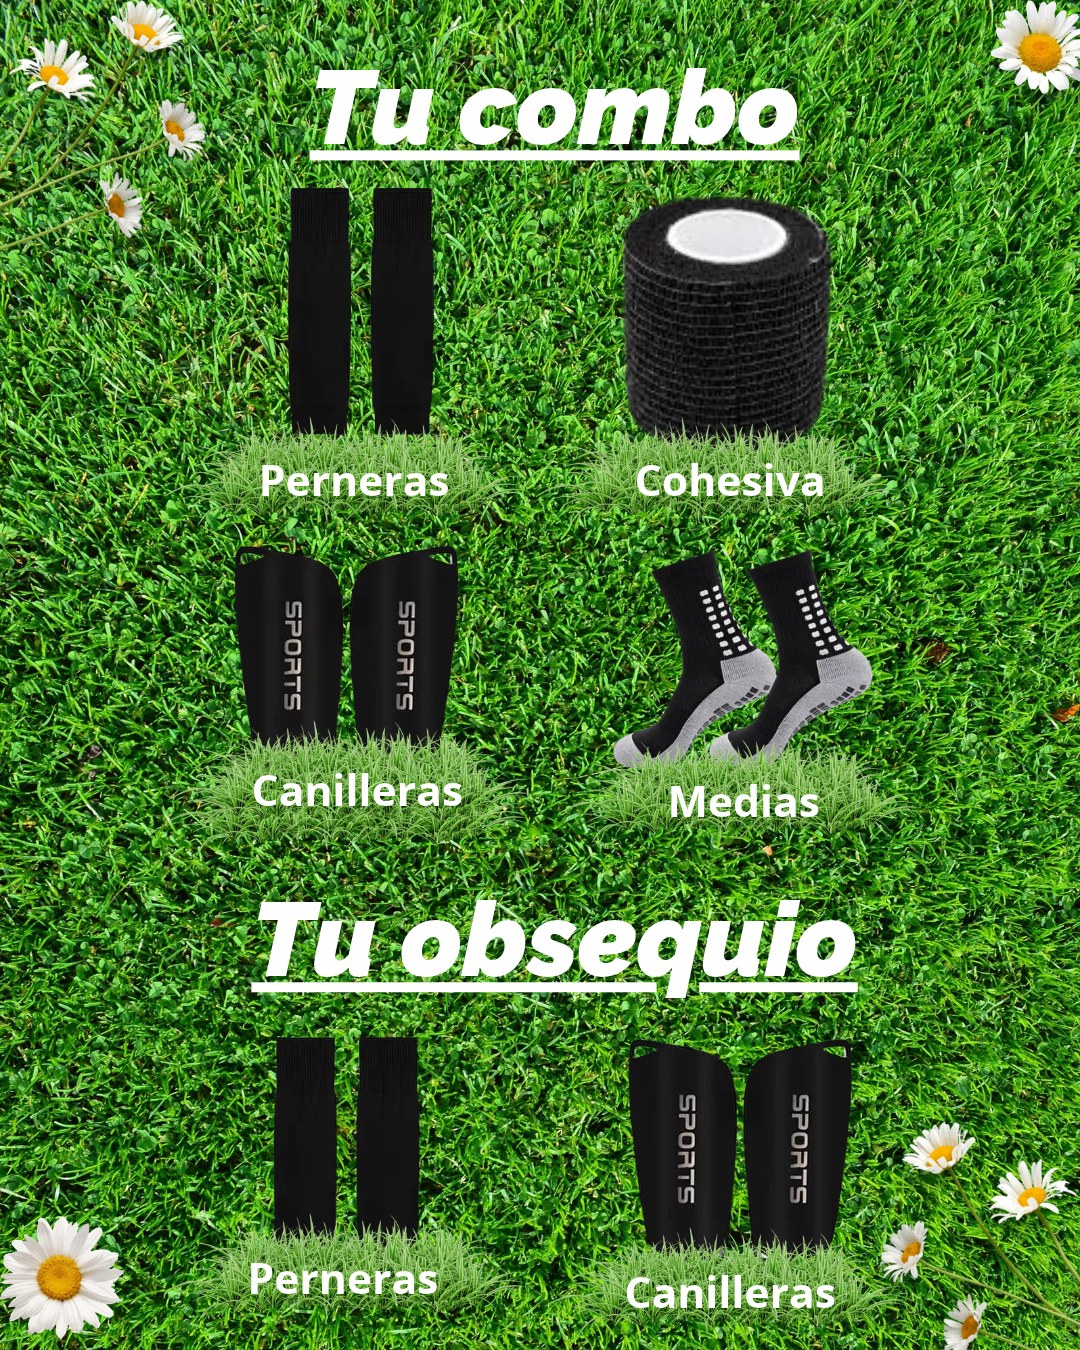 Tu combo
Perneras
Cohesiva
SPORTS
SPORTS
Canilleras
Medias
Tu obsequio
SPORTS
SPORTS
Perneras
Canilleras